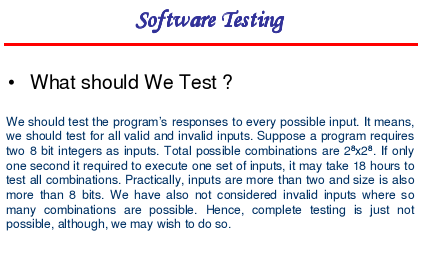 Software Testing
• What should We Test ?
We should test the program's responses to every possible input. It means,
we should test for all valid and invalid inputs. Suppose a program requires
two 8 bit integers as inputs. Total possible combinations are 2⁸x2⁸. If only
one second it required to execute one set of inputs, it may take 18 hours to
test all combinations. Practically, inputs are more than two and size is also
more than 8 bits. We have also not considered invalid inputs where so
many combinations are possible. Hence, complete testing is just not
possible, although, we may wish to do so.